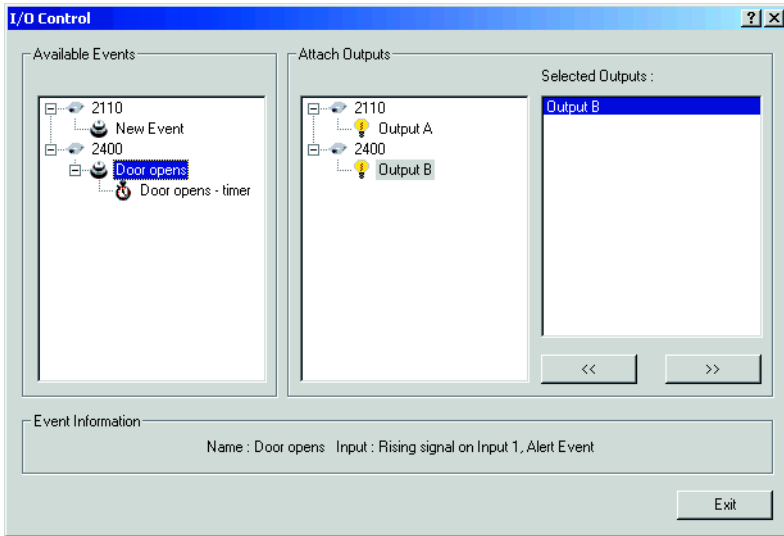 I/O Control
Available Events
2110
New Event
2400
Door opens
Door opens - timer
Attach Outputs
2110
Output A
2400
Output B
Selected Outputs :
Output B
<< >>
Event Information
Name : Door opens Input : Rising signal on Input 1, Alert Event
Exit